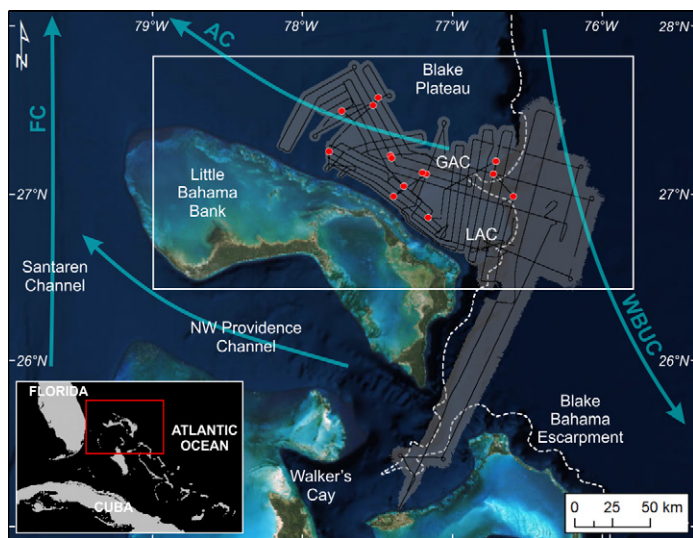 79°W
78°W
77°W
76°W
28°N
N
AC
Blake
Plateau
FC
GAC
27°N
Little
Bahama
Bank
27°N
LAC
Santaren
Channel
NW Providence
Channel
WBUC
26°N
26°N
FLORIDA
ATLANTIC
OCEAN
CUBA
Walker's
Cay
Blake
Bahama
Escarpment
0 25 50 km